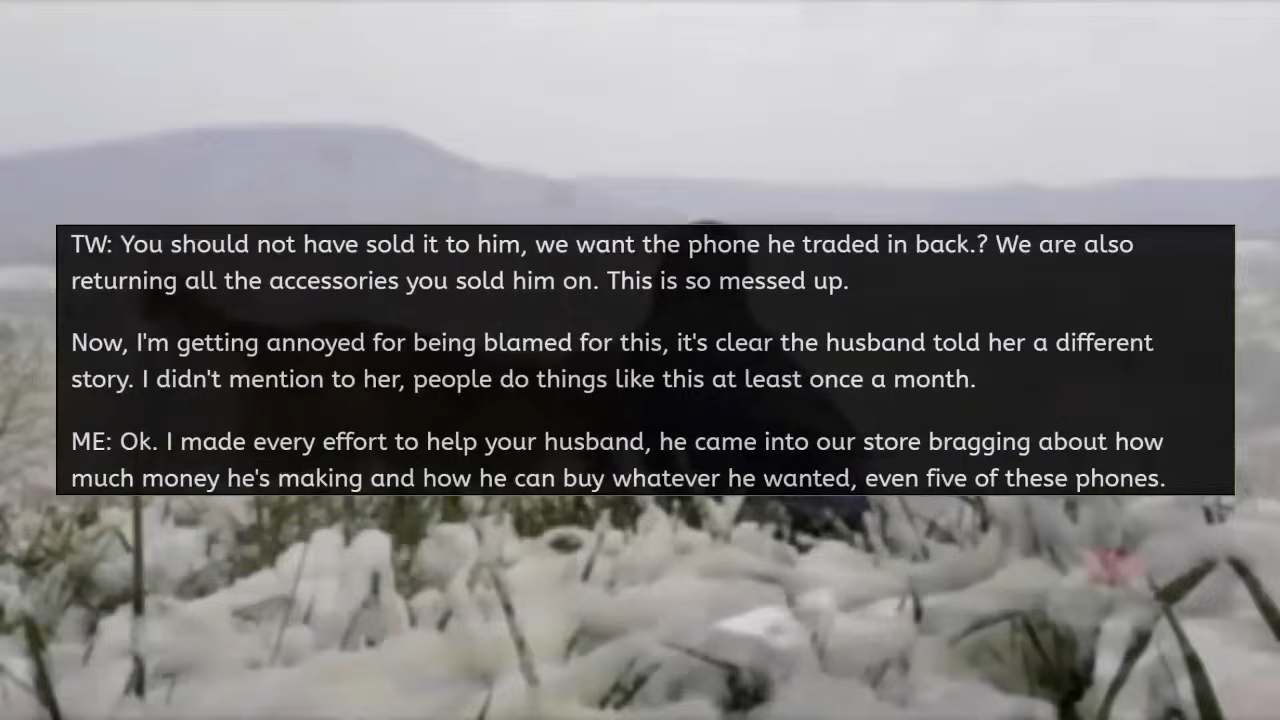 TW: You should not have sold it to him, we want the phone he traded in back.? We are also
returning all the accessories you sold him on. This is so messed up.
Now, I'm getting annoyed for being blamed for this, it's clear the husband told her a different
story. I didn't mention to her, people do things like this at least once a month.
ME: Ok. I made every effort to help your husband, he came into our store bragging about how
much money he's making and how he can buy whatever he wanted, even five of these phones.